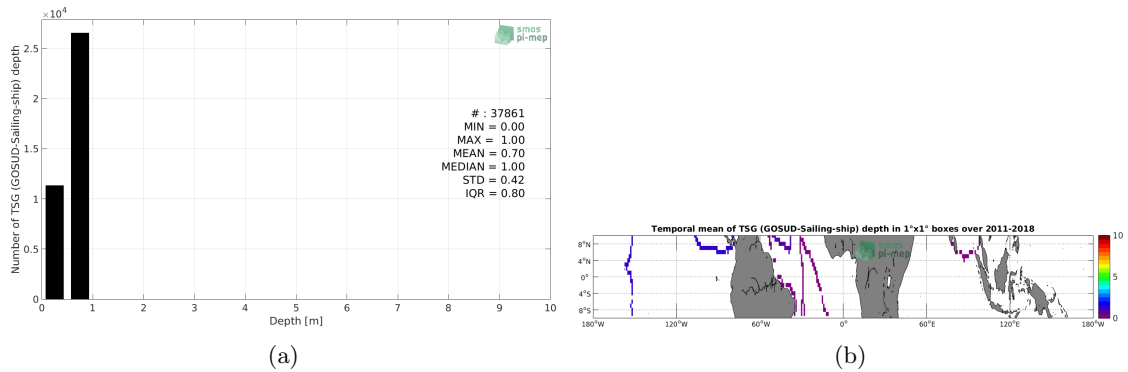 ×10⁴
2.5
2
1.5
1
0.5
0
Number of TSG (GOSUD-Sailing-ship) depth
smos
pi-mep
# : 37861
MIN = 0.00
MAX = 1.00
MEAN = 0.70
MEDIAN = 1.00
STD = 0.42
IQR = 0.80
0 1 2 3 4 5 6 7 8 9 10
Depth [m]
(a)
Temporal mean of TSG (GOSUD-Sailing-ship) depth in 1°x1° boxes over 2011-2018
smos
pi-mep
8°N
4°N
0°
4°S
8°S
180°W 120°W 60°W 0° 60°E 120°E 180°W
10
5
0
(b)